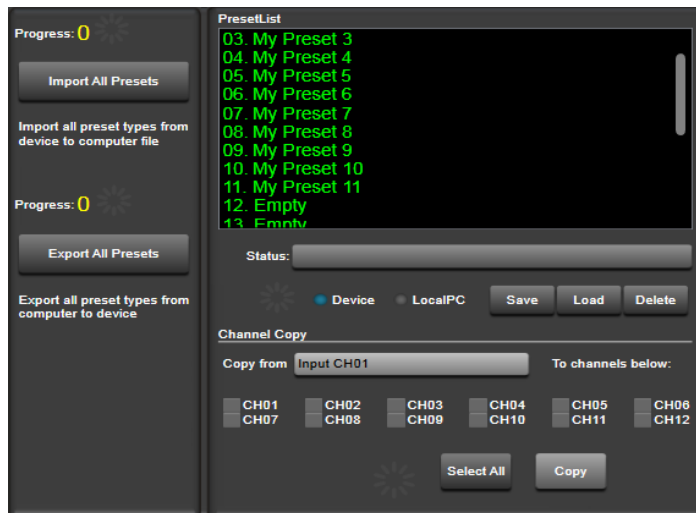 Progress: 0
Import All Presets
Import all preset types from
device to computer file
Progress: 0
Export All Presets
Export all preset types from
computer to device
PresetList
03. My Preset 3
04. My Preset 4
05. My Preset 5
06. My Preset 6
07. My Preset 7
08. My Preset 8
09. My Preset 9
10. My Preset 10
11. My Preset 11
12. Empty
13. Empty
Status:
Device LocalPC Save Load Delete
Channel Copy
Copy from Input CH01 To channels below:
CH01 CH02 CH03 CH04 CH05 CH06
CH07 CH08 CH09 CH10 CH11 CH12
Select All Copy